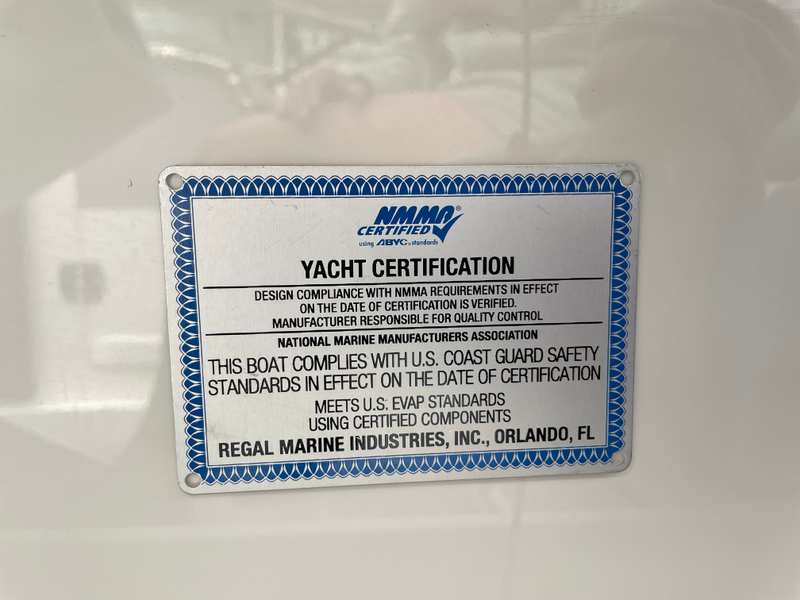 NMMA®
CERTIFIED
using ABYC® standards
YACHT CERTIFICATION
DESIGN COMPLIANCE WITH NMMA REQUIREMENTS IN EFFECT
ON THE DATE OF CERTIFICATION IS VERIFIED.
MANUFACTURER RESPONSIBLE FOR QUALITY CONTROL
NATIONAL MARINE MANUFACTURERS ASSOCIATION
THIS BOAT COMPLIES WITH U.S. COAST GUARD SAFETY
STANDARDS IN EFFECT ON THE DATE OF CERTIFICATION
MEETS U.S. EVAP STANDARDS
USING CERTIFIED COMPONENTS
REGAL MARINE INDUSTRIES, INC., ORLANDO, FL